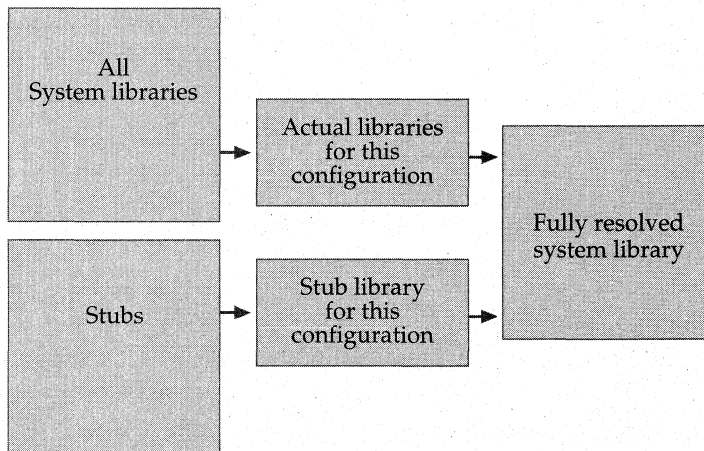 All
System libraries
Actual libraries
for this
configuration
Fully resolved
system library
Stubs
Stub library
for this
configuration